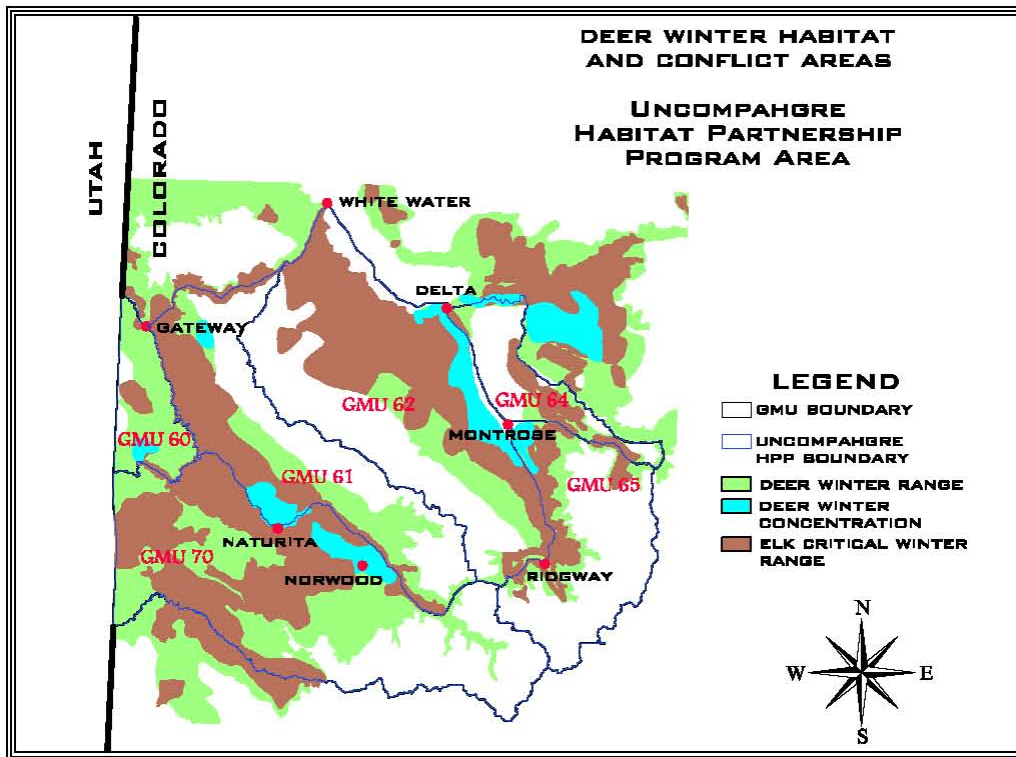 DEER WINTER HABITAT
AND CONFLICT AREAS
UNCOMPAHGRE
HABITAT PARTNERSHIP
PROGRAM AREA
UTAH
COLORADO
WHITE WATER
DELTA
GATEWAY
GMU 62
GMU 64
MONTROSE
GMU 60
GMU 61
GMU 65
NATURITA
GMU 70
NORWOOD
RIDGWAY
LEGEND
GMU BOUNDARY
UNCOMPAHGRE
HPP BOUNDARY
DEER WINTER RANGE
DEER WINTER
CONCENTRATION
ELK CRITICAL WINTER
RANGE
N
W
E
S